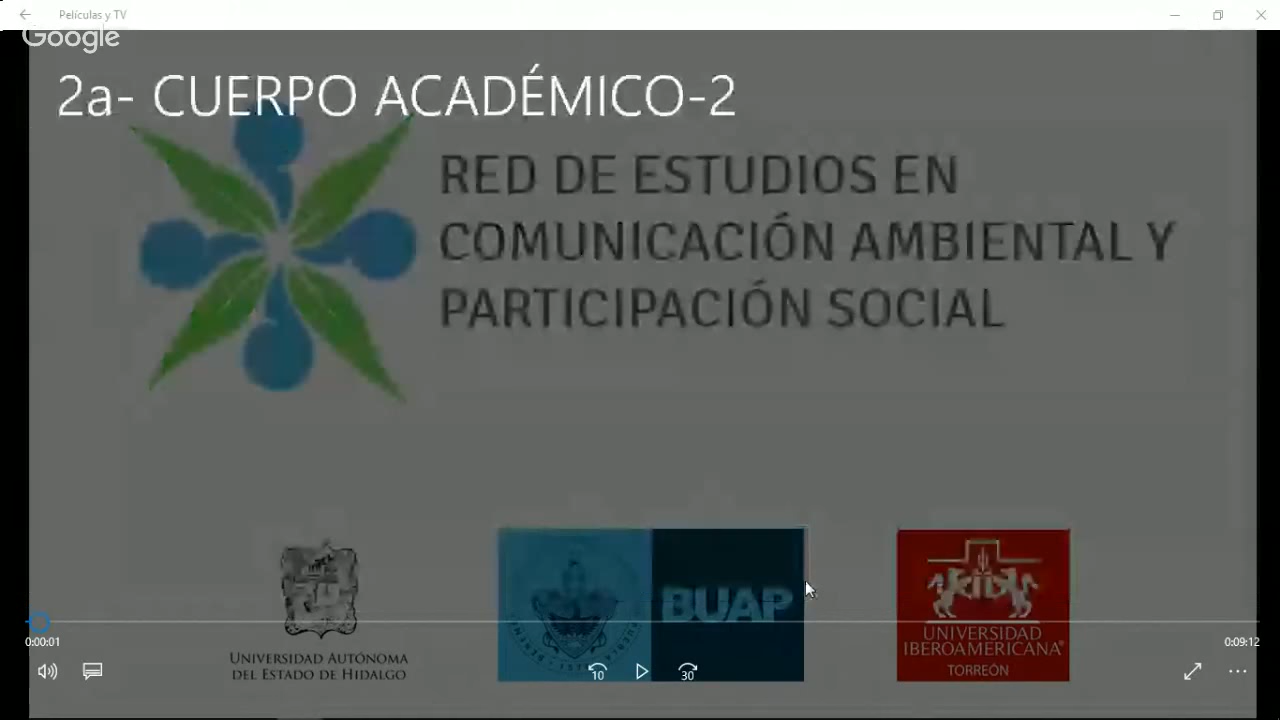 Películas y TV
Google
2a- CUERPO ACADÉMICO-2
RED DE ESTUDIOS EN
COMUNICACIÓN AMBIENTAL Y
PARTICIPACIÓN SOCIAL
BUAP
UNIVERSIDAD
IBEROAMERICANA®
TORREÓN
UNIVERSIDAD AUTÓNOMA
DEL ESTADO DE HIDALGO
0:00:01
0:09:12
10
30